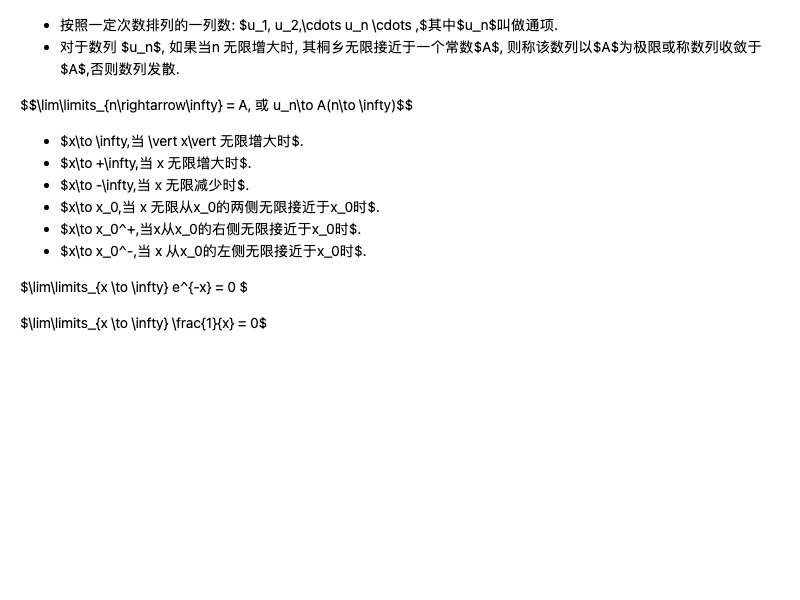 按照一定次数排列的一列数: $u_1, u_2,\cdots u_n \cdots ,$其中$u_n$叫做通项.
对于数列 $u_n$, 如果当n 无限增大时, 其桐乡无限接近于一个常数$A$, 则称该数列以$A$为极限或称数列收敛于
$A$,否则数列发散.
$$\lim\limits_{n\rightarrow\infty} = A, 或 u_n\to A(n\to \infty)$$
$x\to \infty,当 \vert x\vert 无限增大时$.
$x\to +\infty,当 x 无限增大时$.
$x\to -\infty,当 x 无限减少时$.
$x\to x_0,当 x 无限从x_0的两侧无限接近于x_0时$.
$x\to x_0^+,当x从x_0的右侧无限接近于x_0时$.
$x\to x_0^-,当 x 从x_0的左侧无限接近于x_0时$.
$\lim\limits_{x \to \infty} e^{-x} = 0 $
$\lim\limits_{x \to \infty} \frac{1}{x} = 0$